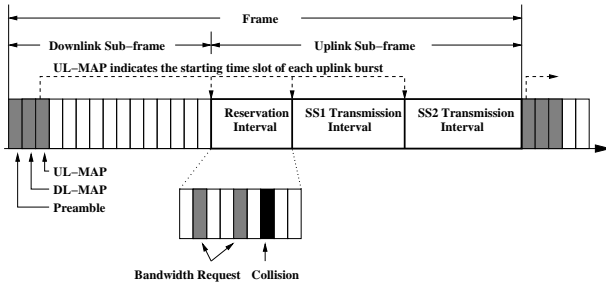 Frame
Downlink Sub−frame
Uplink Sub−frame
UL−MAP indicates the starting time slot of each uplink burst
Reservation
Interval
SS1 Transmission
Interval
SS2 Transmission
Interval
UL−MAP
DL−MAP
Preamble
Bandwidth Request
Collision